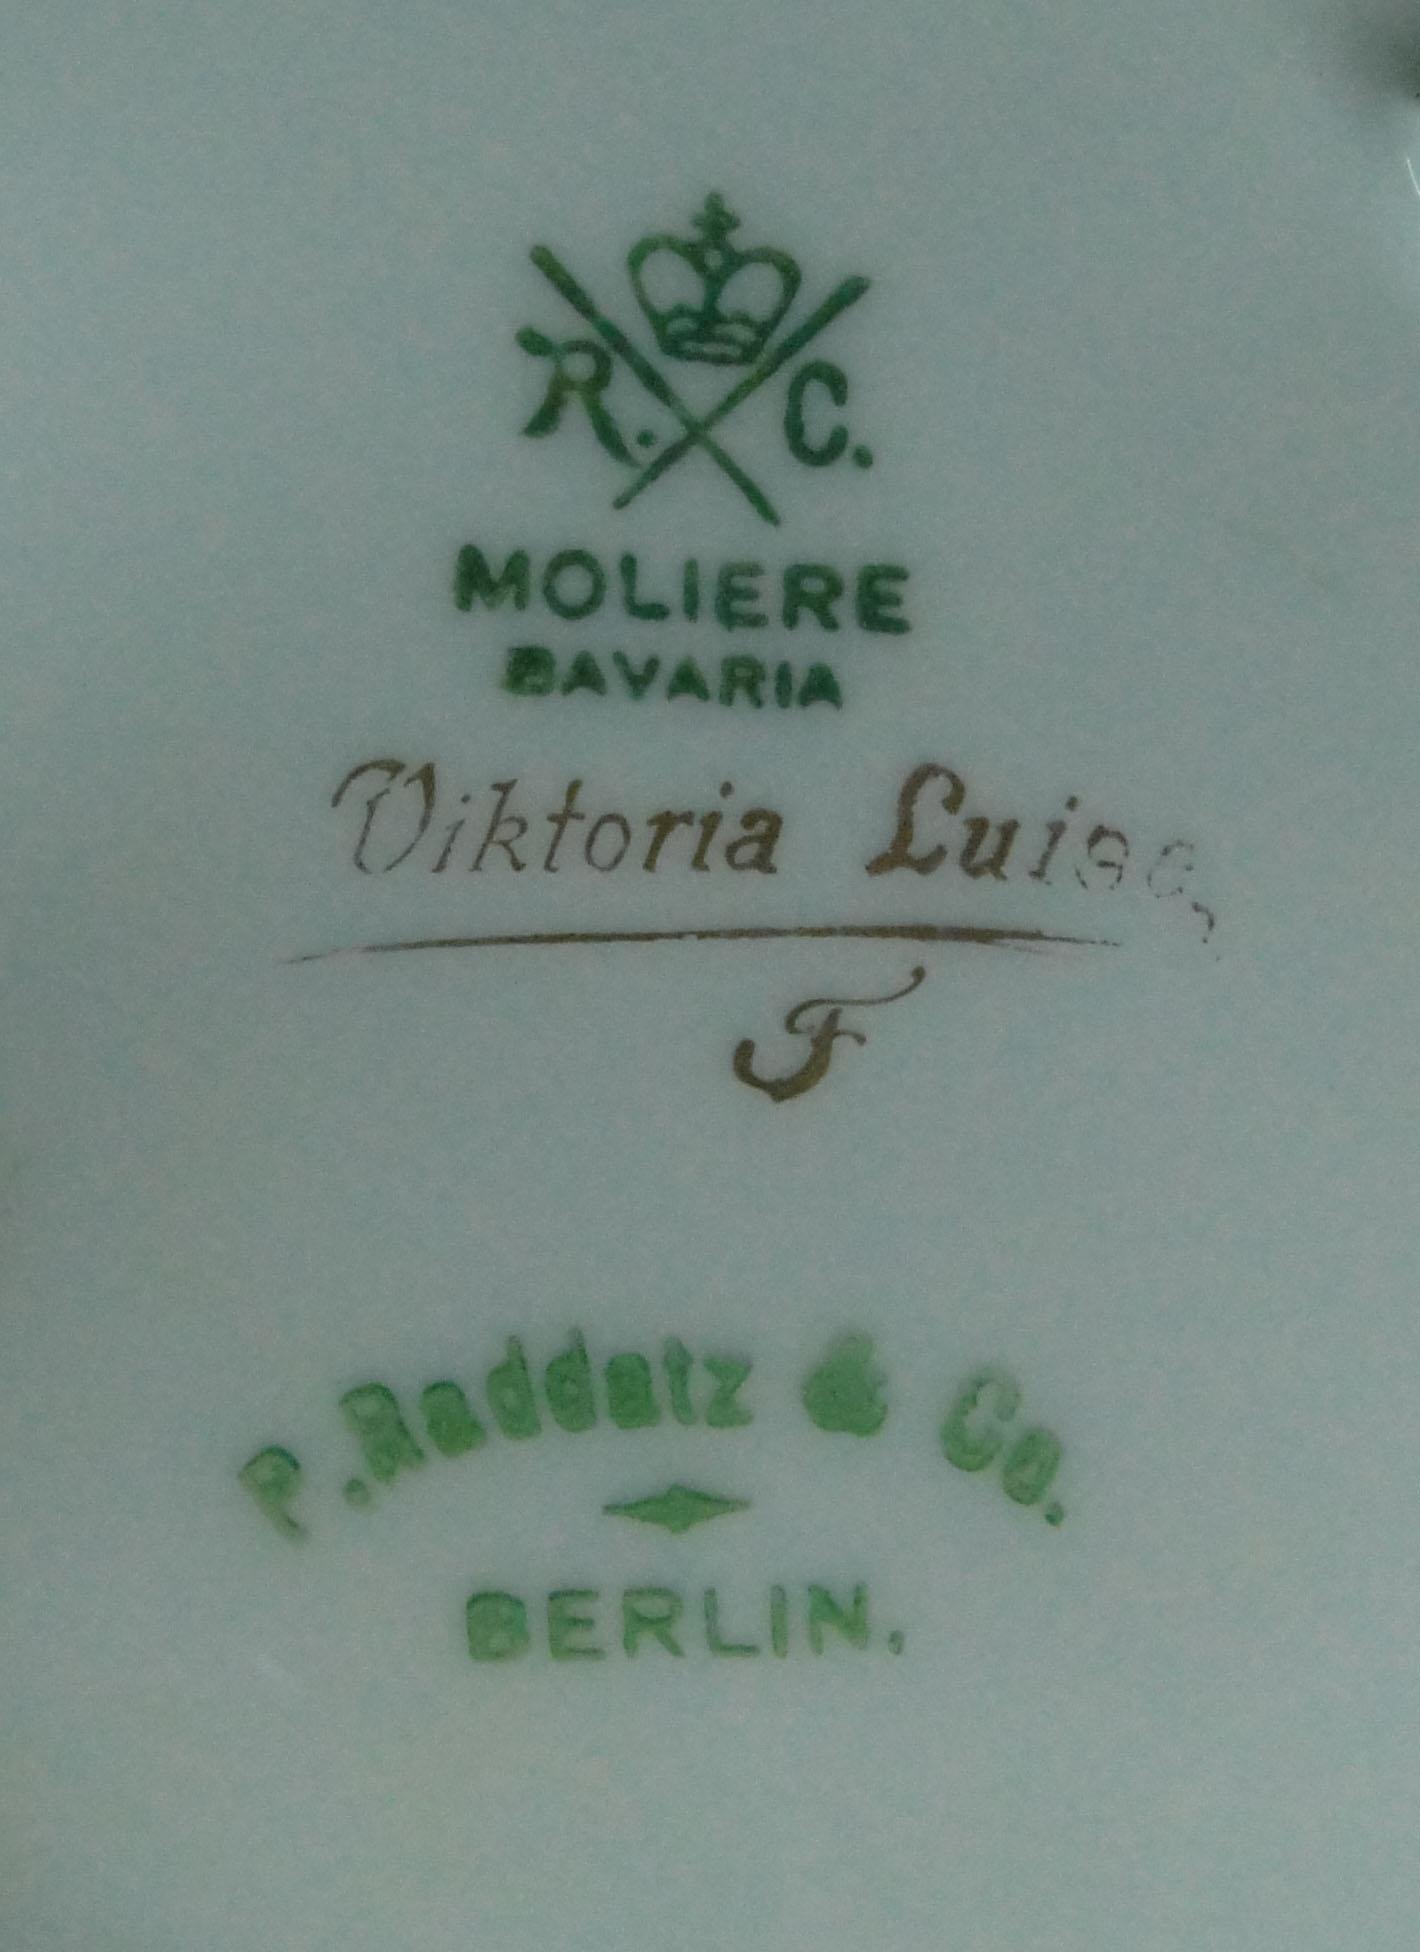 R. C.
MOLIERE
BAVARIA
Viktoria Luise,
F
P. Raddatz & Co.
BERLIN.